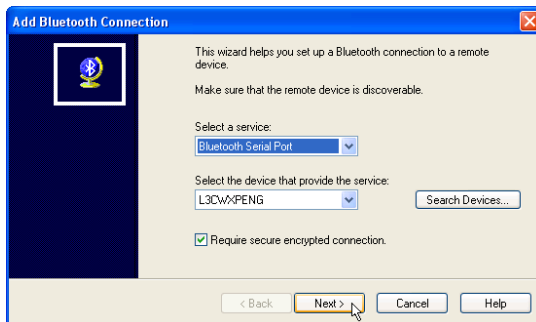 Add Bluetooth Connection
This wizard helps you set up a Bluetooth connection to a remote
device.
Make sure that the remote device is discoverable.
Select a service:
Bluetooth Serial Port
Select the device that provide the service:
L3CWXPENG
Search Devices...
Require secure encrypted connection.
< Back
Next >
Cancel
Help